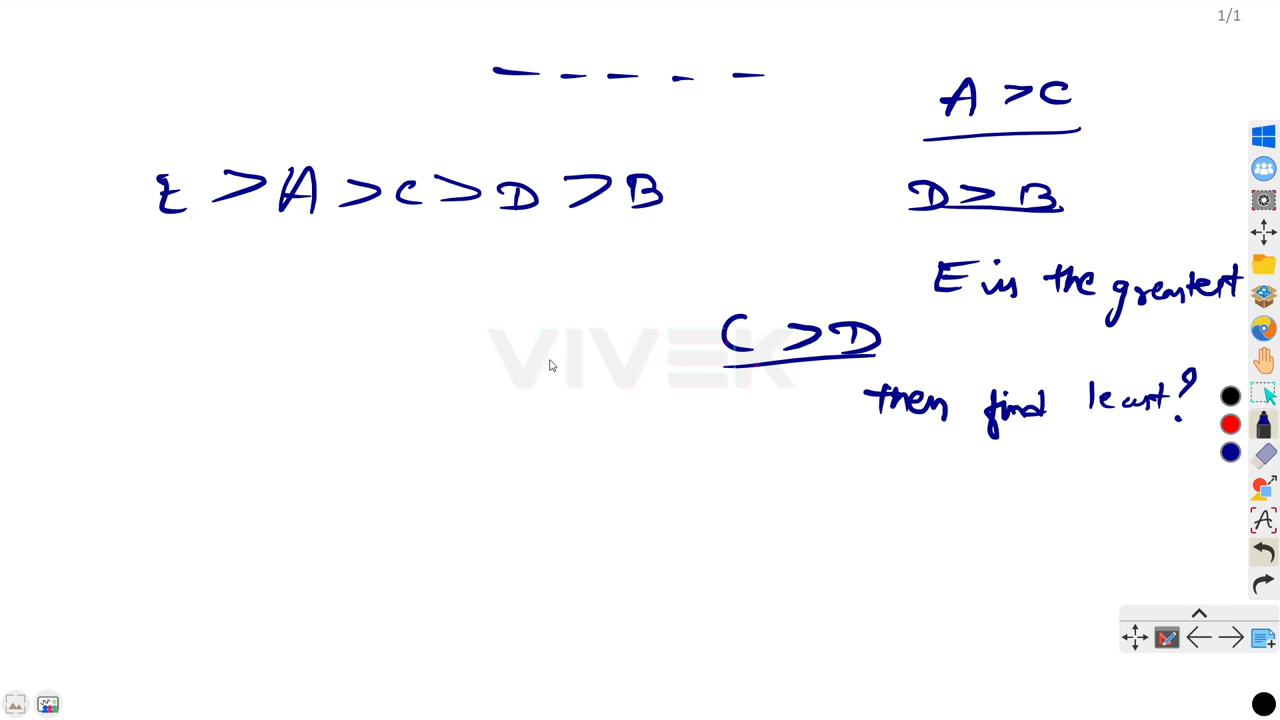 1/1
— — — — —
A > C
E > A > C > D > B
D > B
E is the greatest
C > D
VIVEK
then find least?